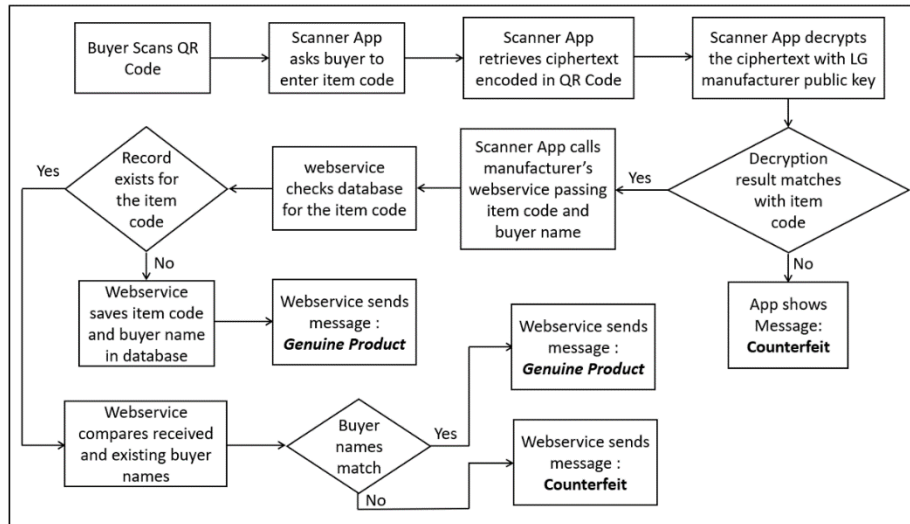 Buyer Scans QR
Code
Scanner App
asks buyer to
enter item code
Scanner App
retrieves ciphertext
encoded in QR Code
Scanner App decrypts
the ciphertext with LG
manufacturer public key
Decryption
result matches
with item
code
Yes
No
Scanner App calls
manufacturer's
webservice passing
item code and
buyer name
webservice
checks database
for the item code
Record
exists for
the item
code
Yes
No
App shows
Message:
Counterfeit
Webservice
saves item code
and buyer name
in database
Webservice sends
message :
Genuine Product
Webservice
compares received
and existing buyer
names
Buyer
names
match
Yes
No
Webservice sends
message :
Genuine Product
Webservice sends
message :
Counterfeit